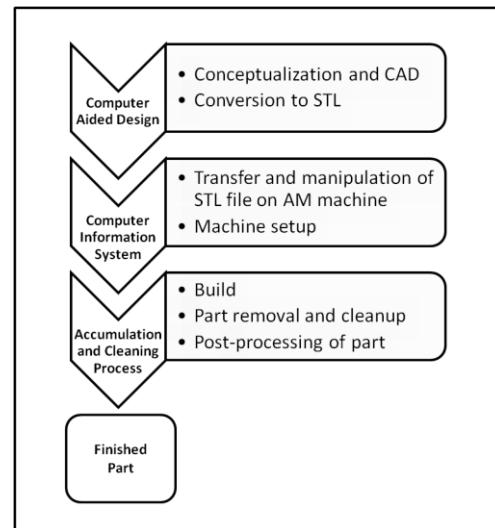 Computer
Aided Design
• Conceptualization and CAD
• Conversion to STL
Computer
Information
System
• Transfer and manipulation of
STL file on AM machine
• Machine setup
Accumulation
and Cleaning
Process
• Build
• Part removal and cleanup
• Post-processing of part
Finished
Part